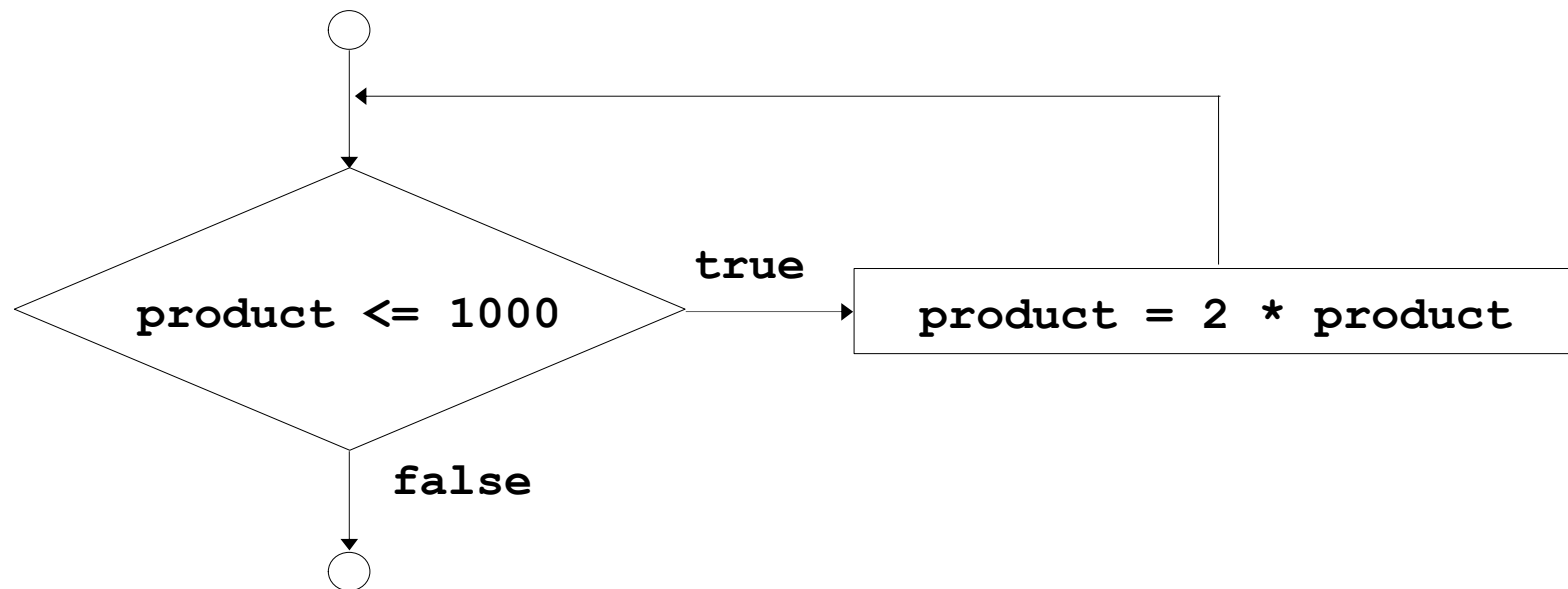 true
product <= 1000
product = 2 * product
false